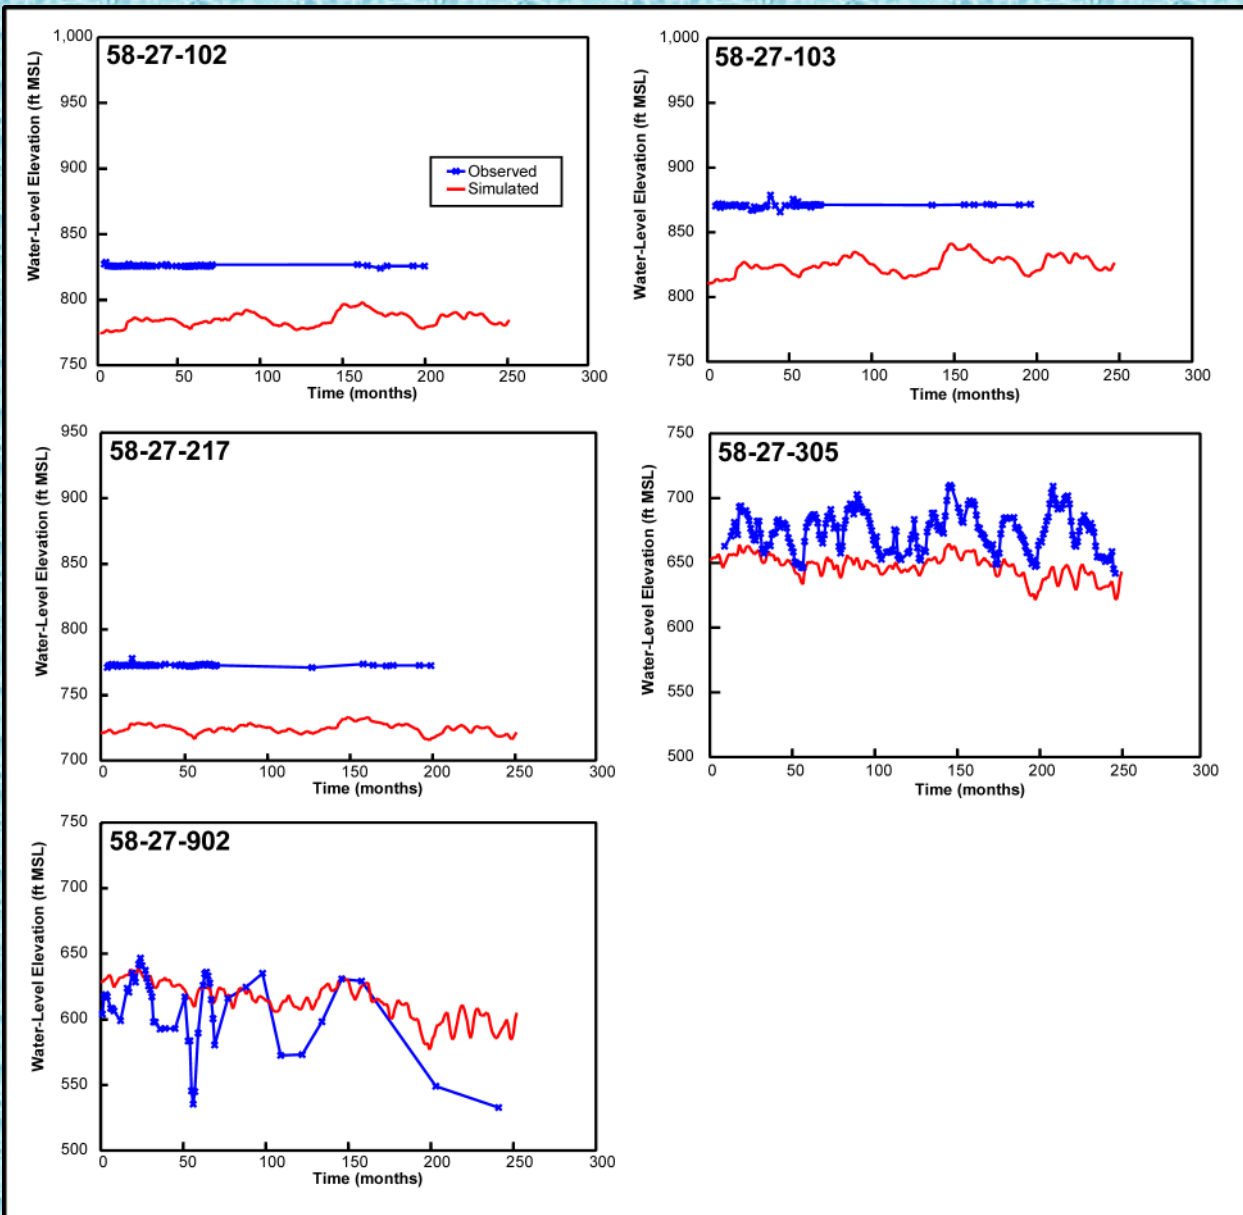 58-27-102
Water-Level Elevation (ft MSL)
1,000
950
900
850
800
750
0 50 100 150 200 250 300
Time (months)
Observed
Simulated
58-27-103
Water-Level Elevation (ft MSL)
1,000
950
900
850
800
750
0 50 100 150 200 250 300
Time (months)
58-27-217
Water-Level Elevation (ft MSL)
950
900
850
800
750
700
0 50 100 150 200 250 300
Time (months)
58-27-305
Water-Level Elevation (ft MSL)
750
700
650
600
550
500
0 50 100 150 200 250 300
Time (months)
58-27-902
Water-Level Elevation (ft MSL)
750
700
650
600
550
500
0 50 100 150 200 250 300
Time (months)